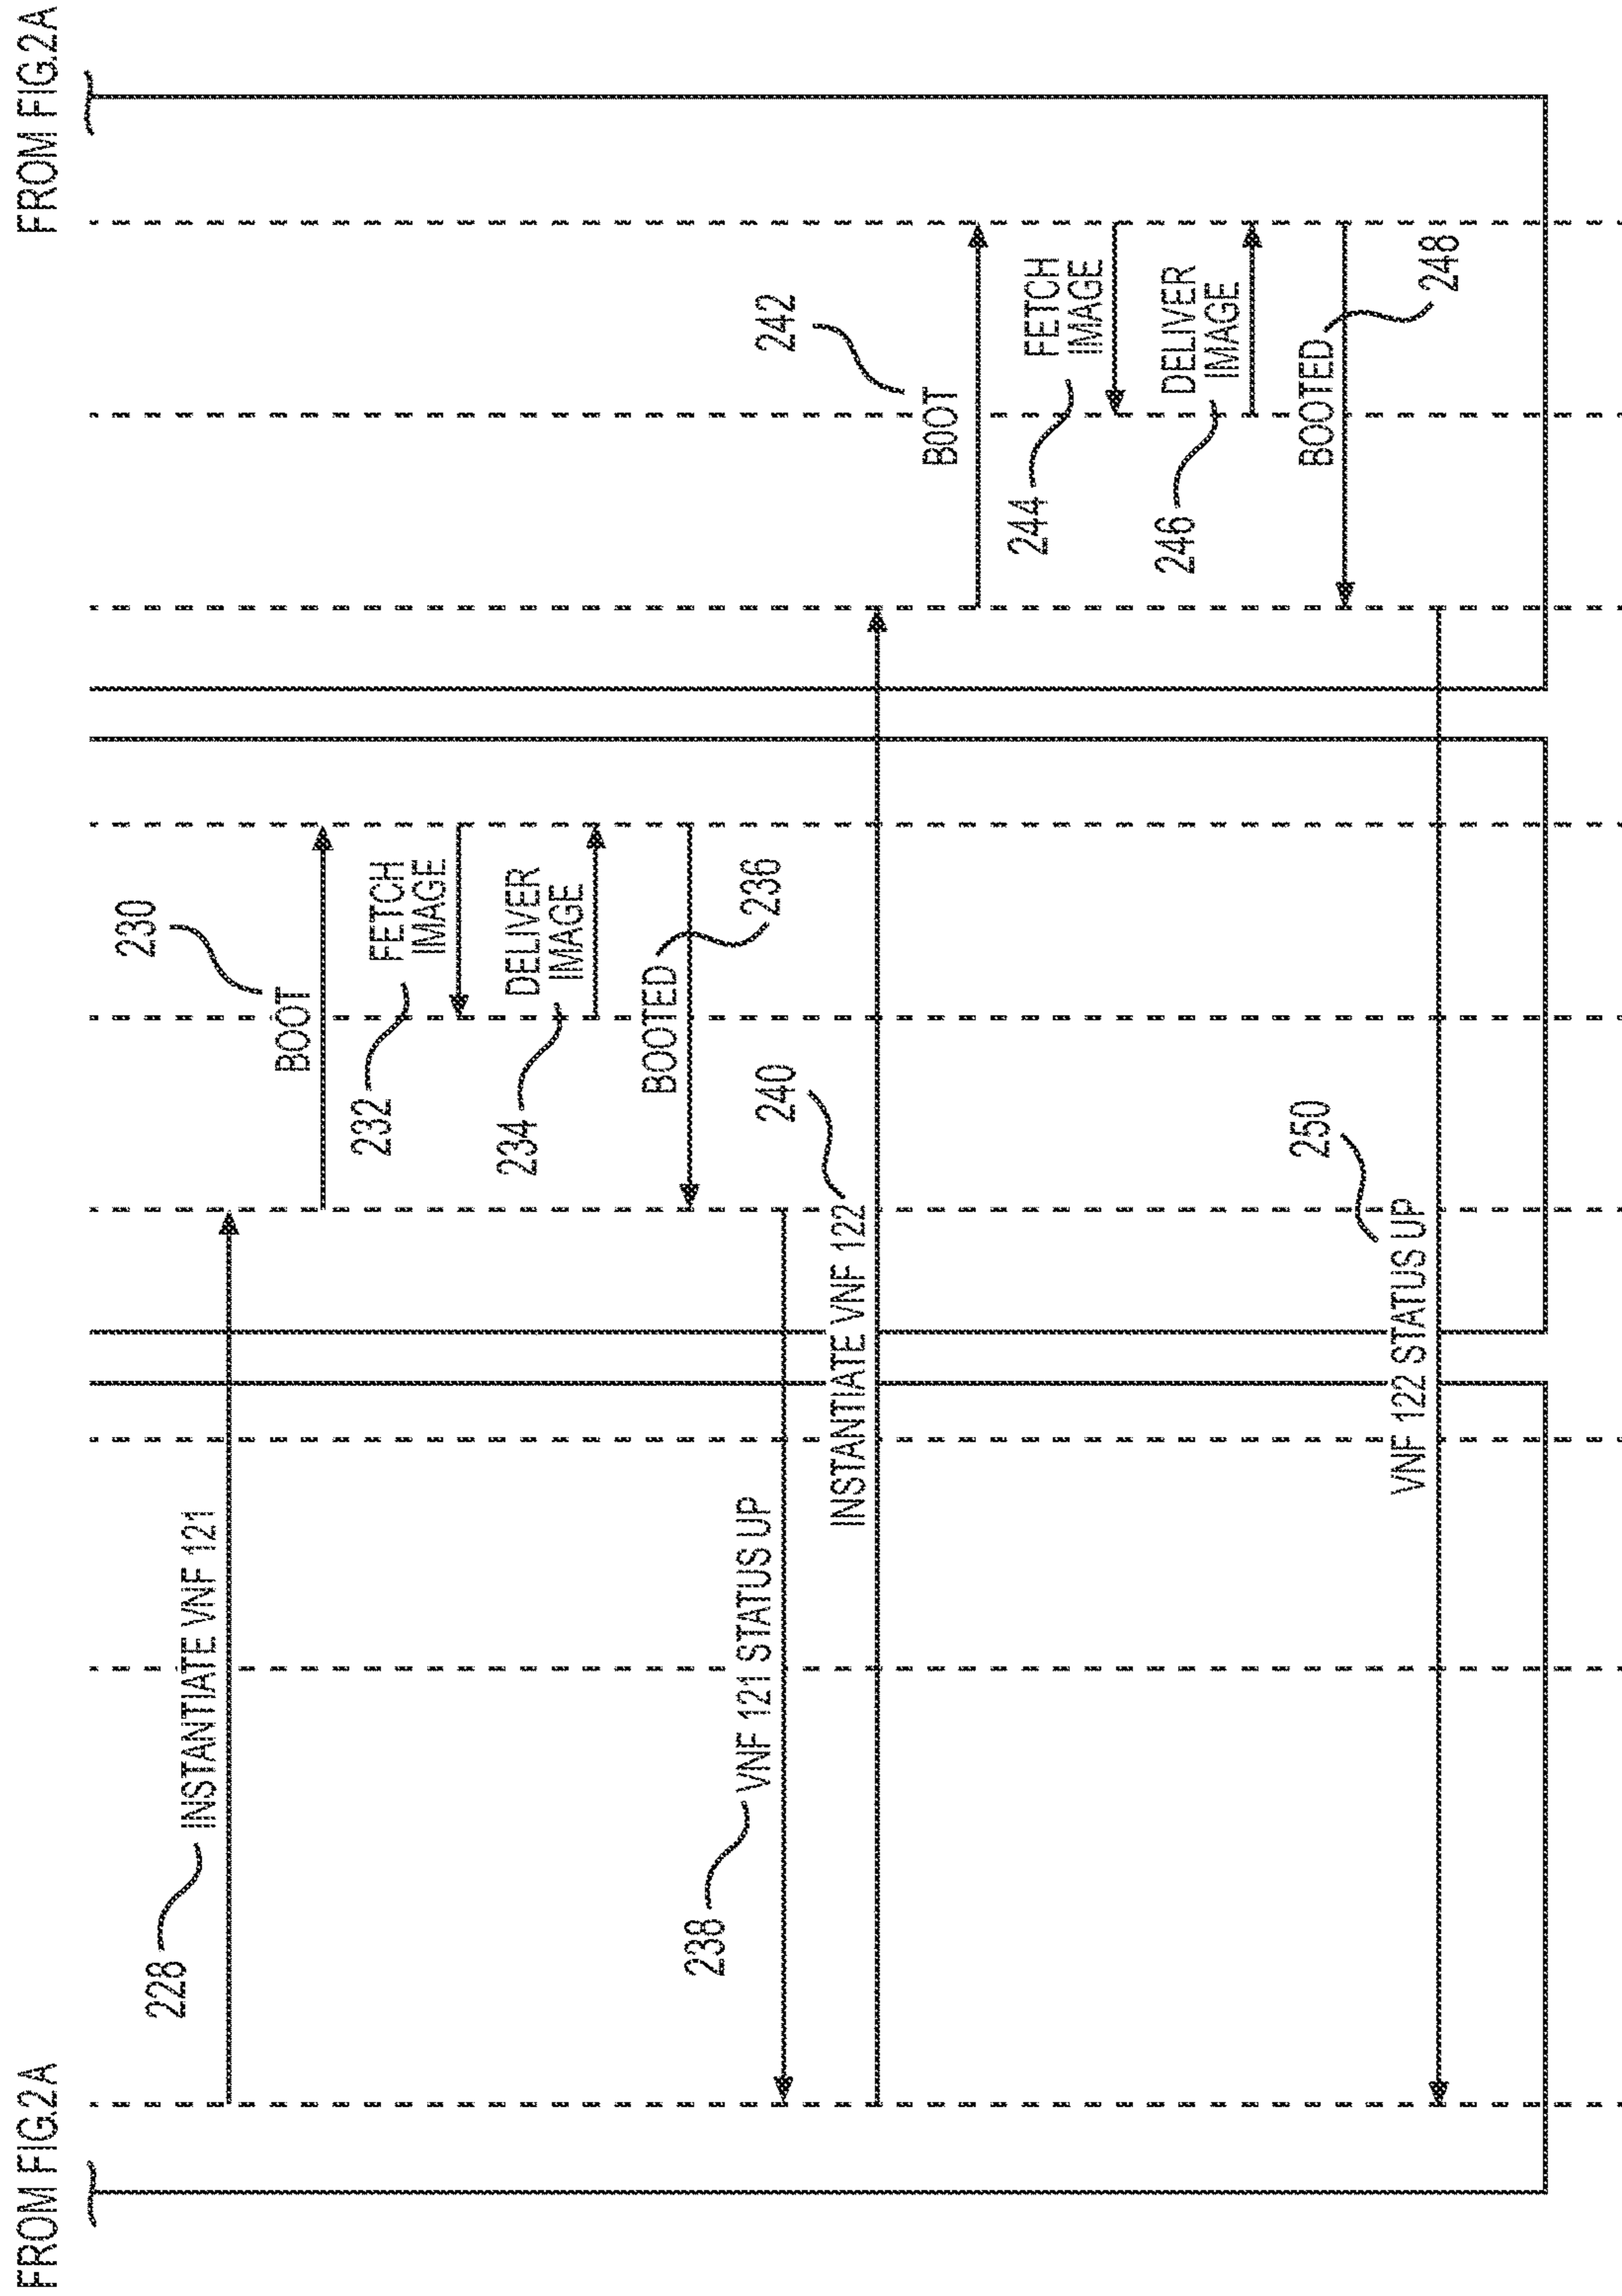 FROM FIG.2A
FROM FIG.2A
228
INSTANTIATE VNF 121
230
BOOT
232
FETCH
IMAGE
234
DELIVER
IMAGE
BOOTED
236
238
VNF 121 STATUS UP
240
INSTANTIATE VNF 122
242
BOOT
244
FETCH
IMAGE
246
DELIVER
IMAGE
BOOTED
248
250
VNF 122 STATUS UP